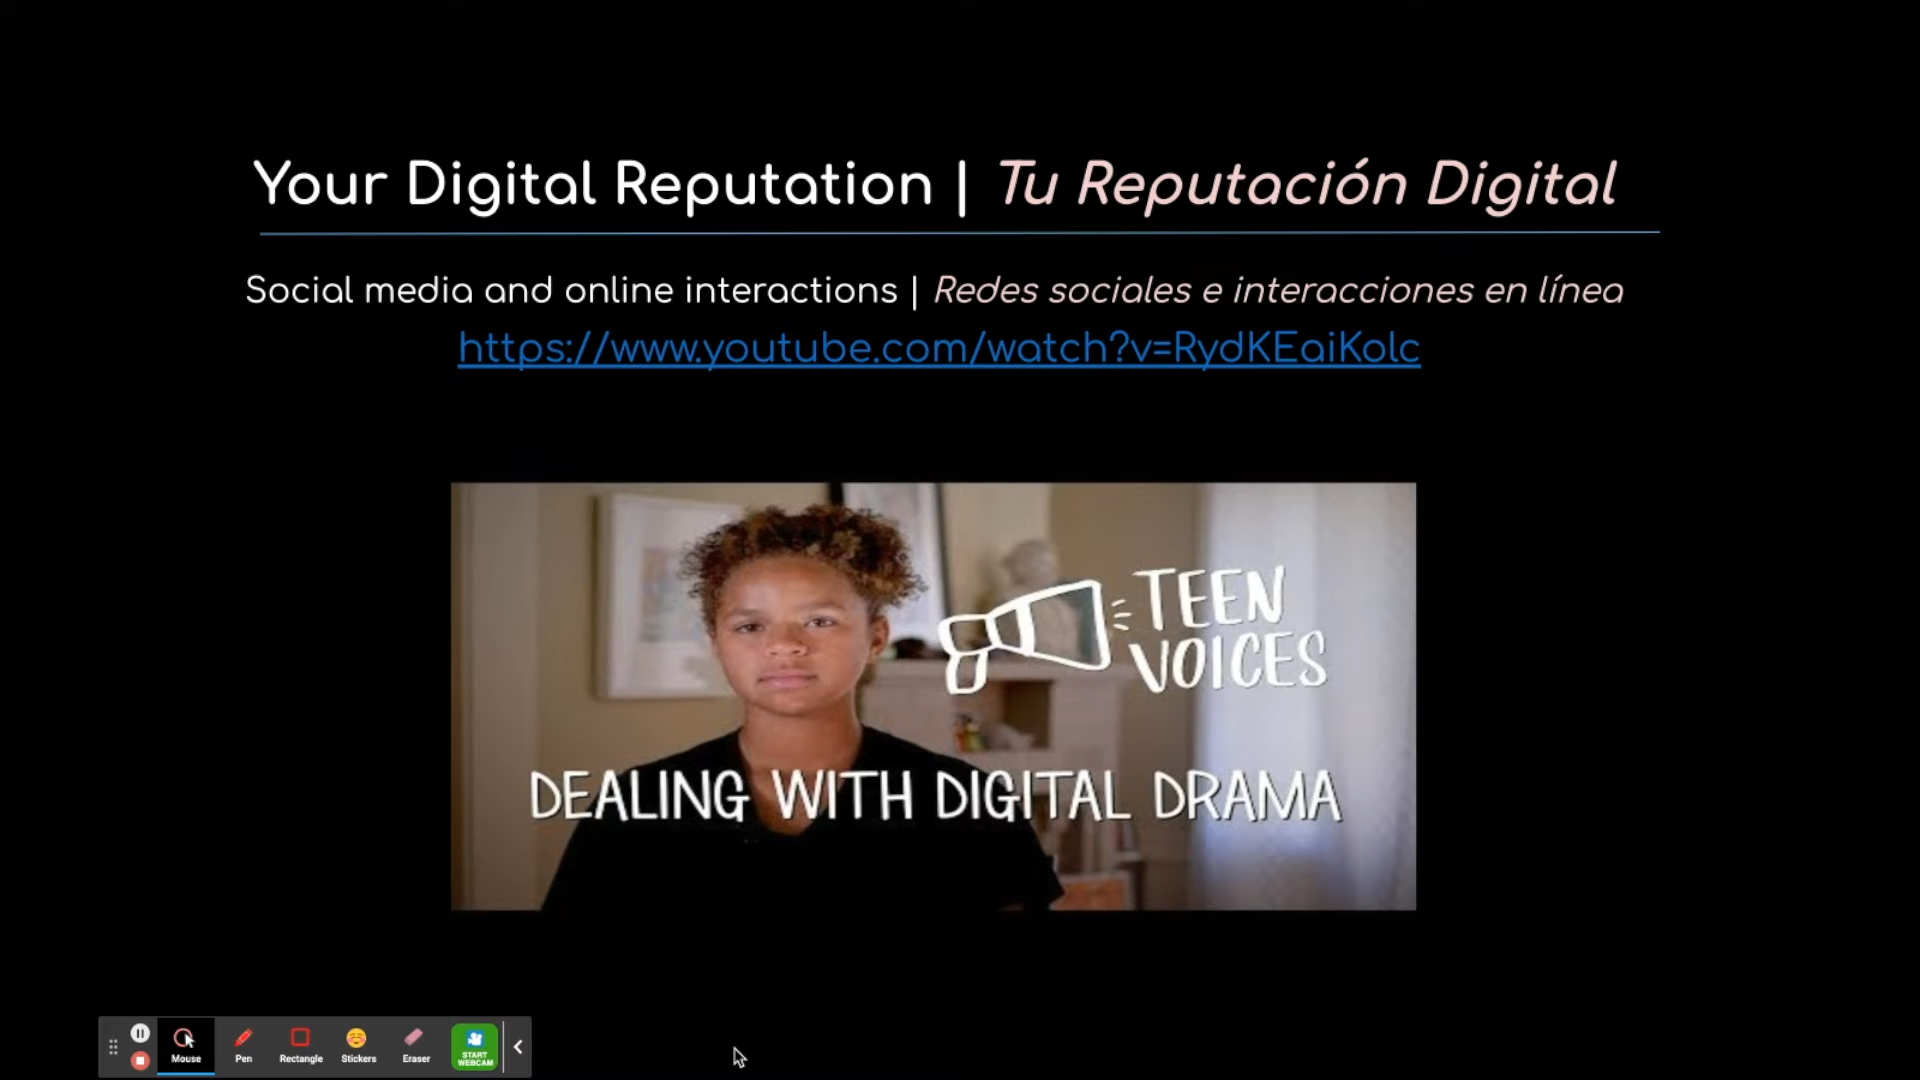 Your Digital Reputation | Tu Reputación Digital
Social media and online interactions | Redes sociales e interacciones en línea
https://www.youtube.com/watch?v=RydKEaiKolc
TEEN
VOICES
DEALING WITH DIGITAL DRAMA
Mouse
Pen
Rectangle
Stickers
Eraser
START
WEBCAM